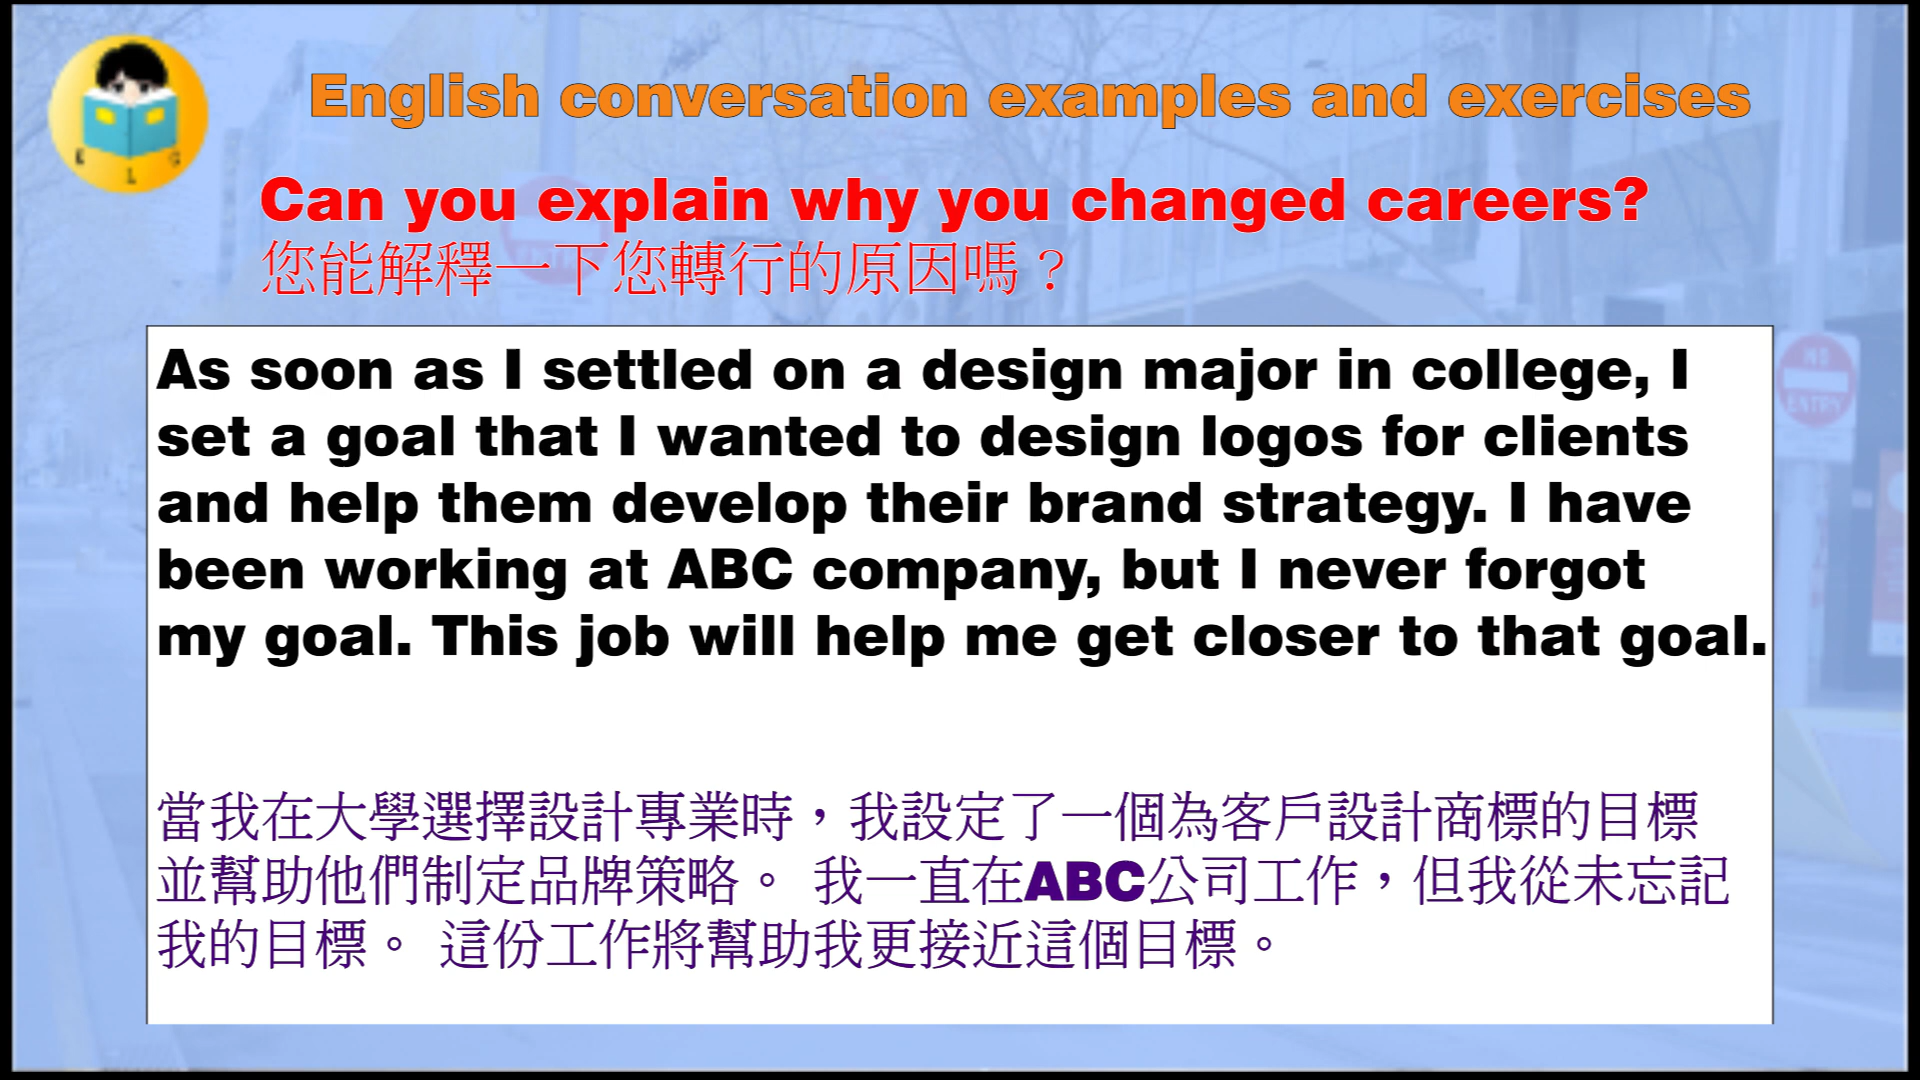 English conversation examples and exercises
E L G
Can you explain why you changed careers?
您能解釋一下您轉行的原因嗎？
As soon as I settled on a design major in college, I
set a goal that I wanted to design logos for clients
and help them develop their brand strategy. I have
been working at ABC company, but I never forgot
my goal. This job will help me get closer to that goal.
當我在大學選擇設計專業時，我設定了一個為客戶設計商標的目標
並幫助他們制定品牌策略。 我一直在ABC公司工作，但我從未忘記
我的目標。 這份工作將幫助我更接近這個目標。
NO
ENTRY